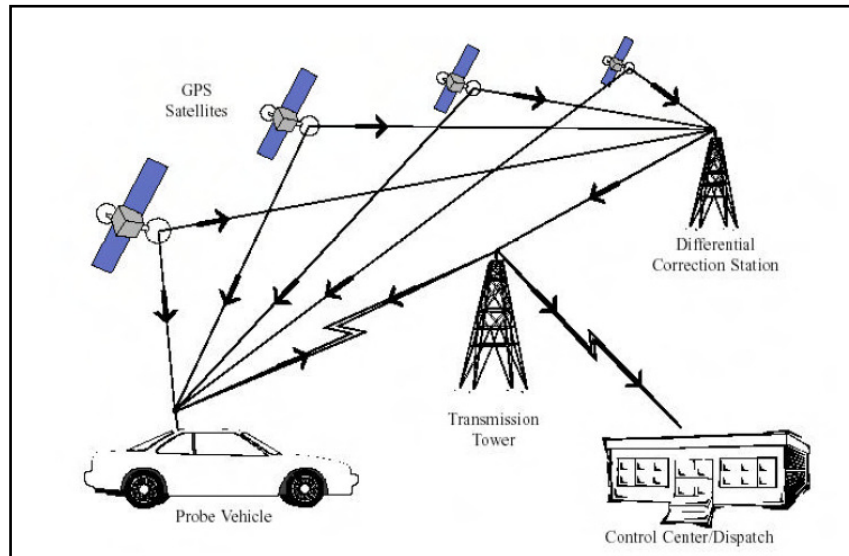 GPS
Satellites
Differential
Correction Station
Transmission
Tower
Probe Vehicle
Control Center/Dispatch